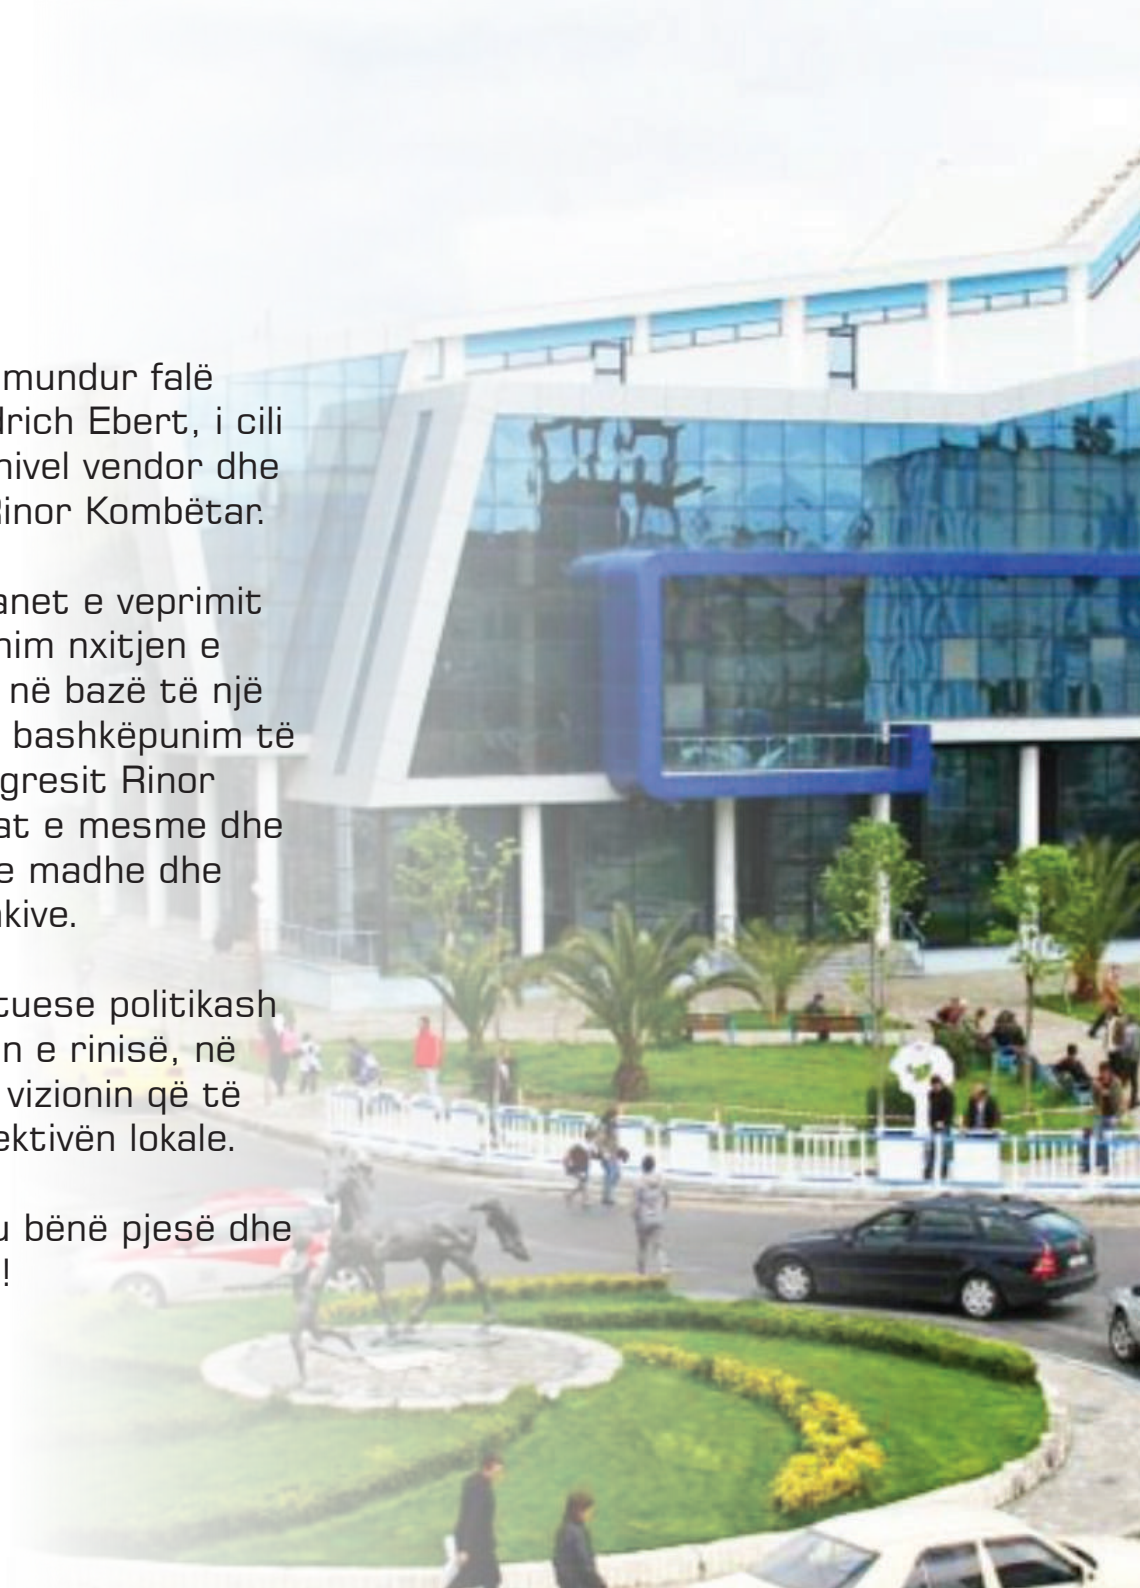 mundur falë
drich Ebert, i cili
nivel vendor dhe
Rinor Kombëtar.
anet e veprimit
nim nxitjen e
në bazë të një
bashkëpunim të
gresit Rinor
at e mesme dhe
e madhe dhe
kive.
tuese politikash
n e rinisë, në
vizionin që të
ektivën lokale.
u bënë pjesë dhe
!